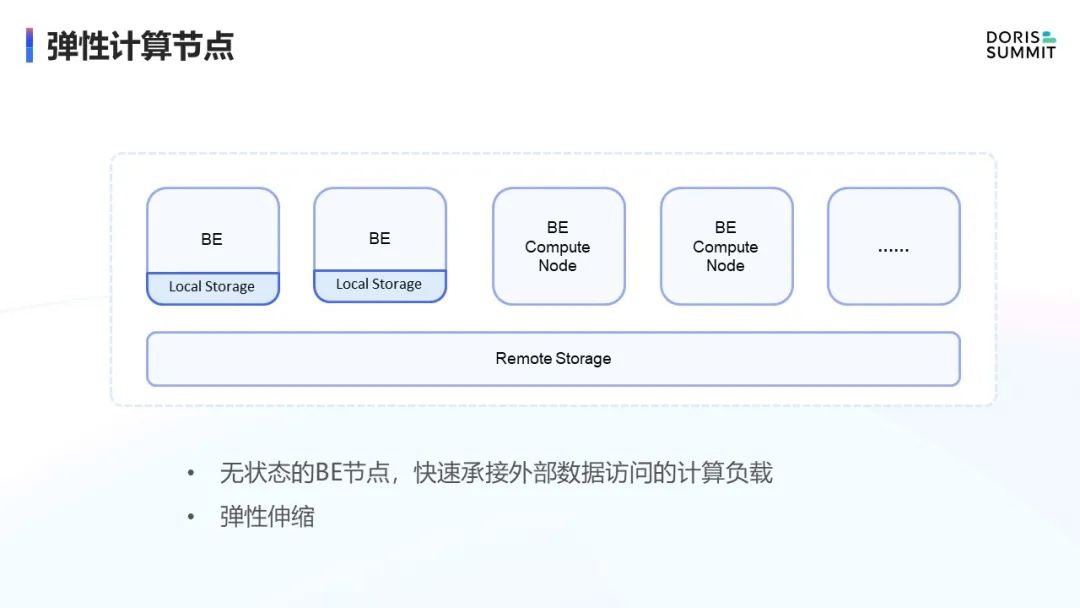 弹性计算节点
DORIS
SUMMIT
BE
Local Storage
BE
Local Storage
BE
Compute
Node
BE
Compute
Node
......
Remote Storage
• 无状态的BE节点，快速承接外部数据访问的计算负载
• 弹性伸缩